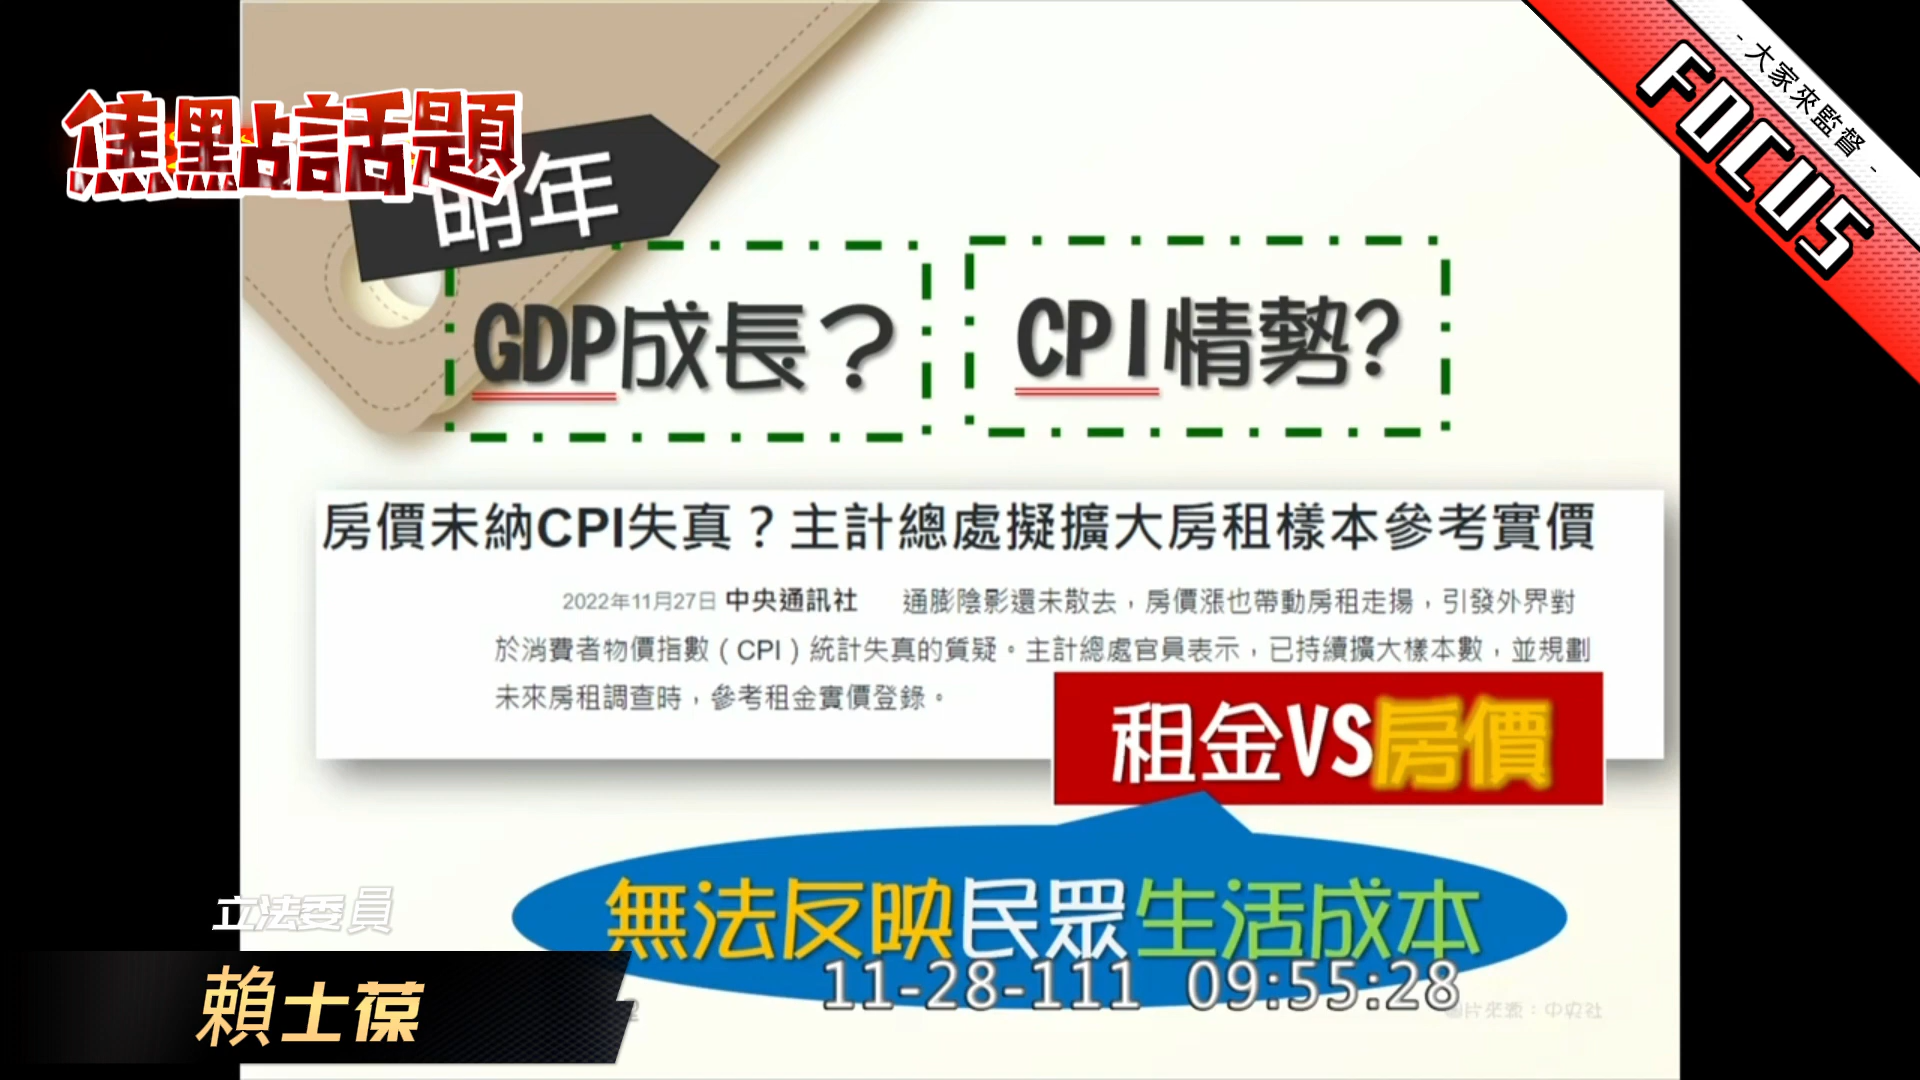 焦點話題
- 大家來監督 -
FOCUS
明年
GDP成長？
CPI情勢?
房價未納CPI失真？主計總處擬擴大房租樣本參考實價
2022年11月27日 中央通訊社 通膨陰影還未散去，房價漲也帶動房租走揚，引發外界對
於消費者物價指數（CPI）統計失真的質疑。主計總處官員表示，已持續擴大樣本數，並規劃
未來房租調查時，參考租金實價登錄。
租金VS房價
無法反映民眾生活成本
11-28-111 09:55:28
圖片來源：中央社
立法委員
賴士葆